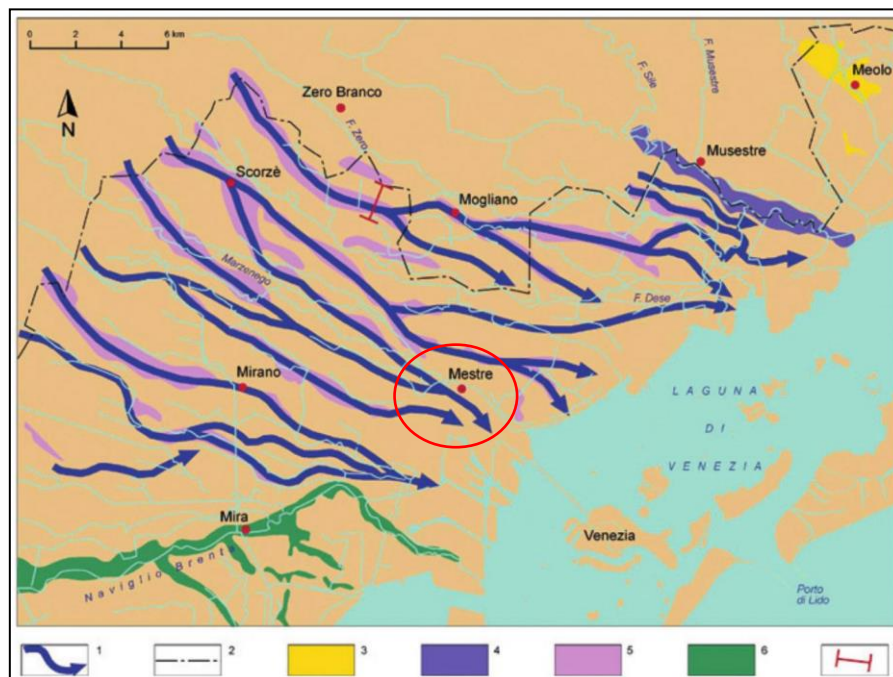 0 2 4 6 km
N
Zero Branco
F. Zero
F. Sile
F. Musestre
Meolo
Musestre
Scorzè
Mogliano
Marzenego
F. Dese
Mirano
Mestre
LAGUNA
DI
VENEZIA
Mira
Naviglio Brenta
Venezia
Porto
di Lido
1 2 3 4 5 6